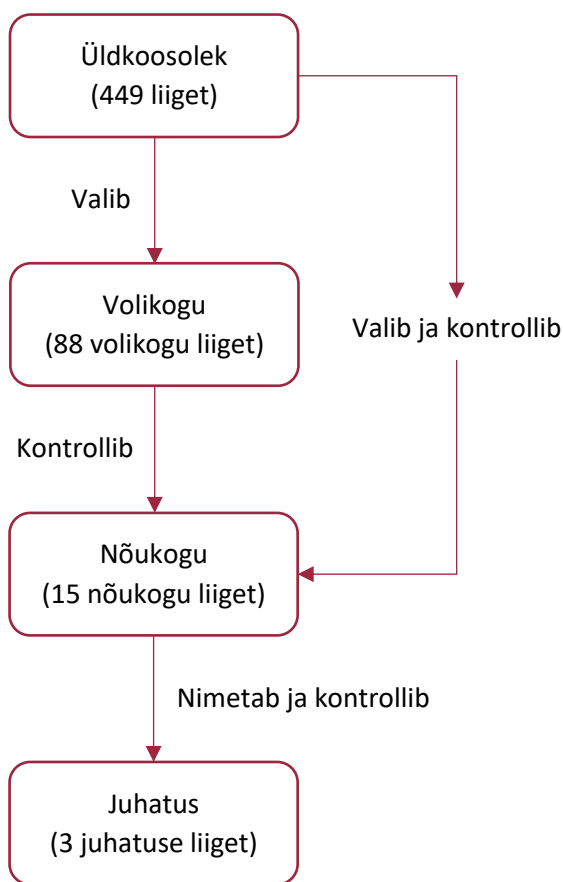 Üldkoosolek
(449 liiget)
Valib
Volikogu
(88 volikogu liiget)
Valib ja kontrollib
Kontrollib
Nõukogu
(15 nõukogu liiget)
Nimetab ja kontrollib
Juhatus
(3 juhatuse liiget)